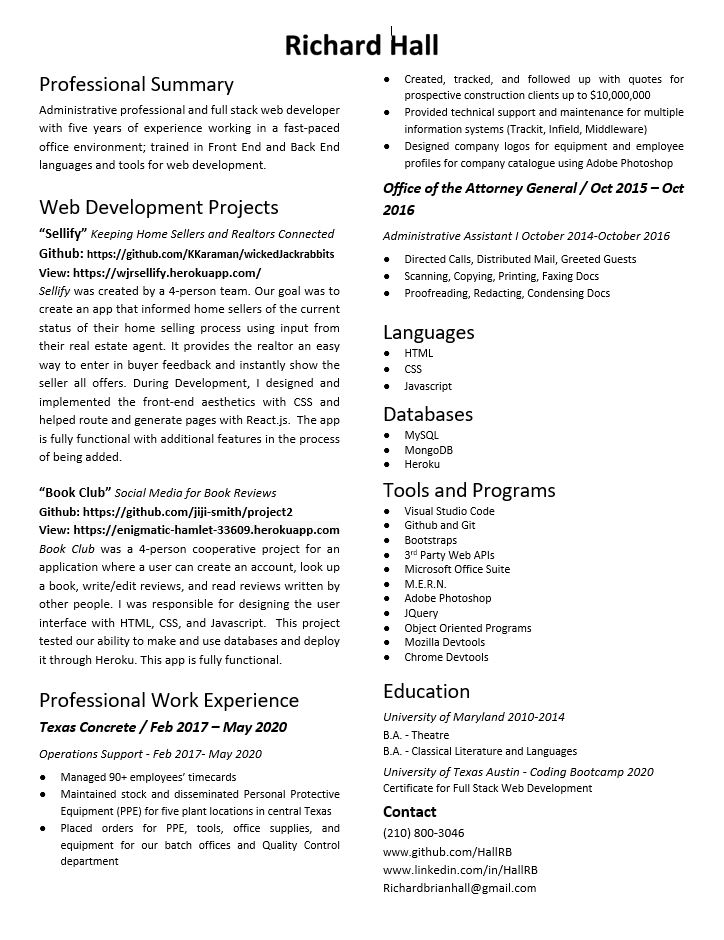 Richard Hall
Professional Summary
Administrative professional and full stack web developer
with five years of experience working in a fast-paced
office environment; trained in Front End and Back End
languages and tools for web development.
Web Development Projects
“Sellify” Keeping Home Sellers and Realtors Connected
Github: https://github.com/KKaraman/wickedJackrabbits
View: https://wjrsellify.herokuapp.com/
Sellify was created by a 4-person team. Our goal was to
create an app that informed home sellers of the current
status of their home selling process using input from
their real estate agent. It provides the realtor an easy
way to enter in buyer feedback and instantly show the
seller all offers. During Development, I designed and
implemented the front-end aesthetics with CSS and
helped route and generate pages with React.js. The app
is fully functional with additional features in the process
of being added.
“Book Club” Social Media for Book Reviews
Github: https://github.com/jiji-smith/project2
View: https://enigmatic-hamlet-33609.herokuapp.com
Book Club was a 4-person cooperative project for an
application where a user can create an account, look up
a book, write/edit reviews, and read reviews written by
other people. I was responsible for designing the user
interface with HTML, CSS, and Javascript. This project
tested our ability to make and use databases and deploy
it through Heroku. This app is fully functional.
Professional Work Experience
Texas Concrete / Feb 2017 – May 2020
Operations Support - Feb 2017- May 2020
● Managed 90+ employees’ timecards
● Maintained stock and disseminated Personal Protective
Equipment (PPE) for five plant locations in central Texas
● Placed orders for PPE, tools, office supplies, and
equipment for our batch offices and Quality Control
department
● Created, tracked, and followed up with quotes for
prospective construction clients up to $10,000,000
● Provided technical support and maintenance for multiple
information systems (Trackit, Infield, Middleware)
● Designed company logos for equipment and employee
profiles for company catalogue using Adobe Photoshop
Office of the Attorney General / Oct 2015 – Oct
2016
Administrative Assistant I October 2014-October 2016
● Directed Calls, Distributed Mail, Greeted Guests
● Scanning, Copying, Printing, Faxing Docs
● Proofreading, Redacting, Condensing Docs
Languages
● HTML
● CSS
● Javascript
Databases
● MySQL
● MongoDB
● Heroku
Tools and Programs
● Visual Studio Code
● Github and Git
● Bootstraps
● 3rd Party Web APIs
● Microsoft Office Suite
● M.E.R.N.
● Adobe Photoshop
● JQuery
● Object Oriented Programs
● Mozilla Devtools
● Chrome Devtools
Education
University of Maryland 2010-2014
B.A. - Theatre
B.A. - Classical Literature and Languages
University of Texas Austin - Coding Bootcamp 2020
Certificate for Full Stack Web Development
Contact
(210) 800-3046
www.github.com/HallRB
www.linkedin.com/in/HallRB
Richardbrianhall@gmail.com